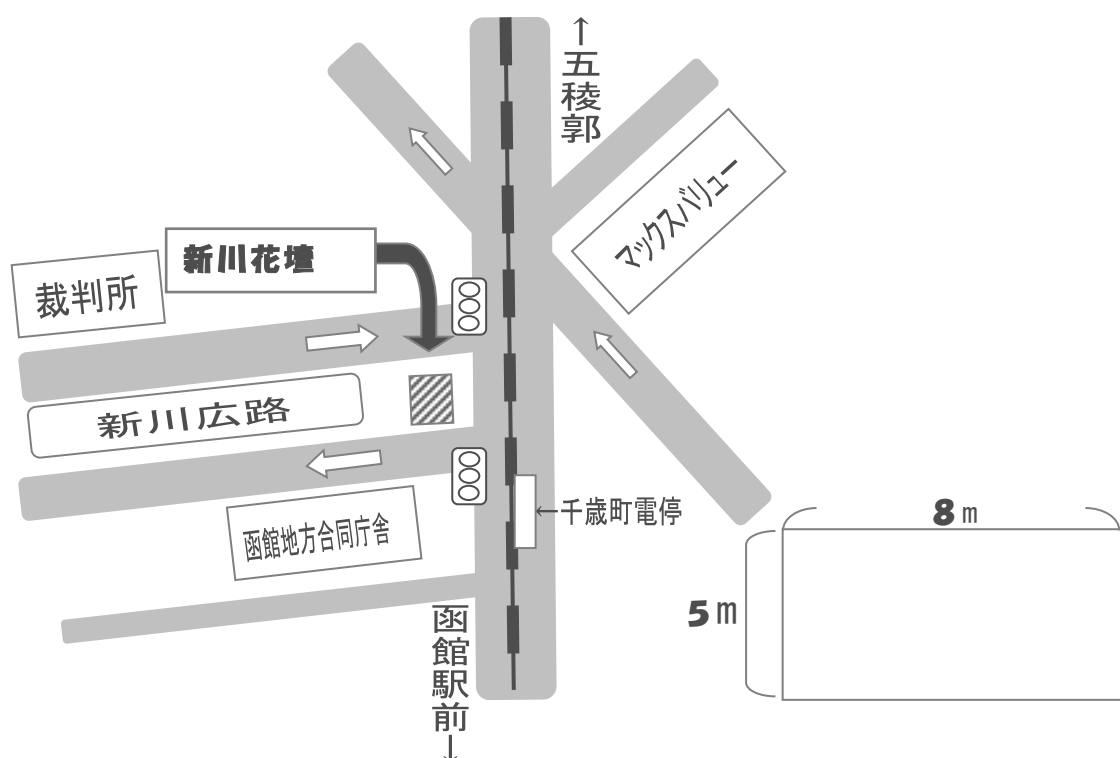 ↑五稜郭
マックスバリュー
新川花壇
裁判所
新川広路
←千歳町電停
函館地方合同庁舎
8m
5m
函館駅前↓